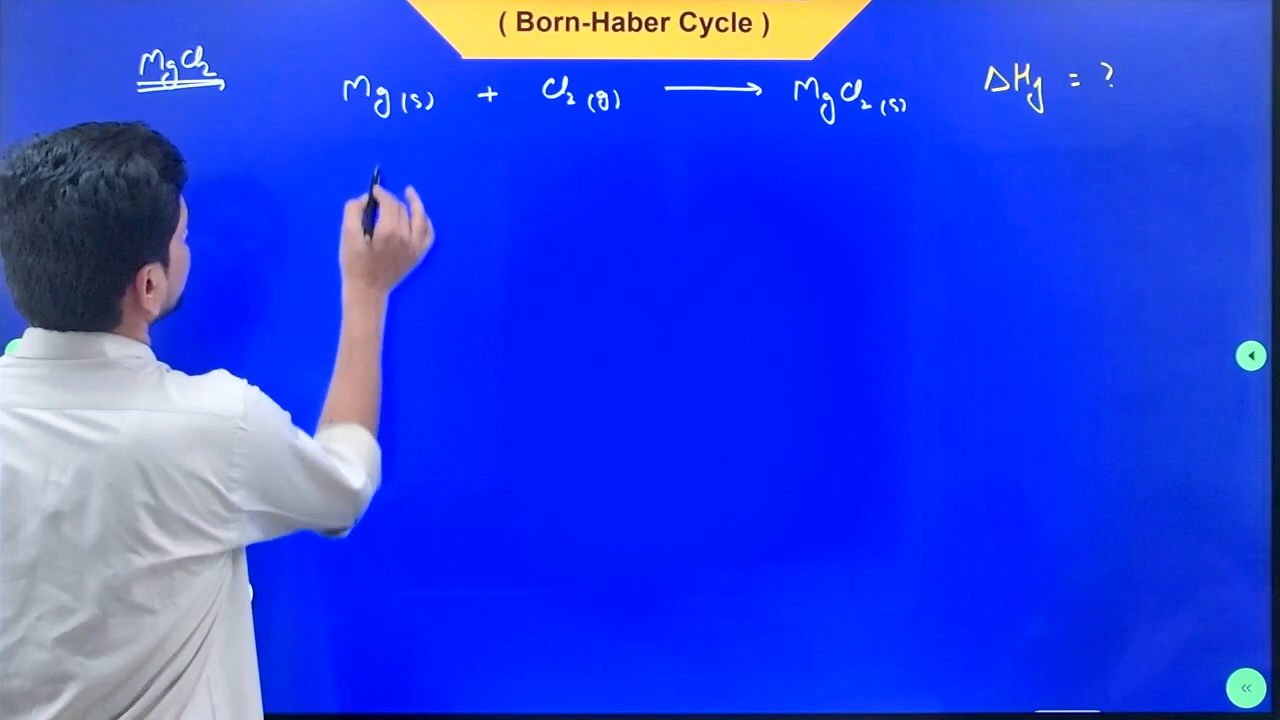 ( Born-Haber Cycle )
MgCl₂
Mg(s) + Cl₂(g) ⟶ MgCl₂(s) ΔHf = ?